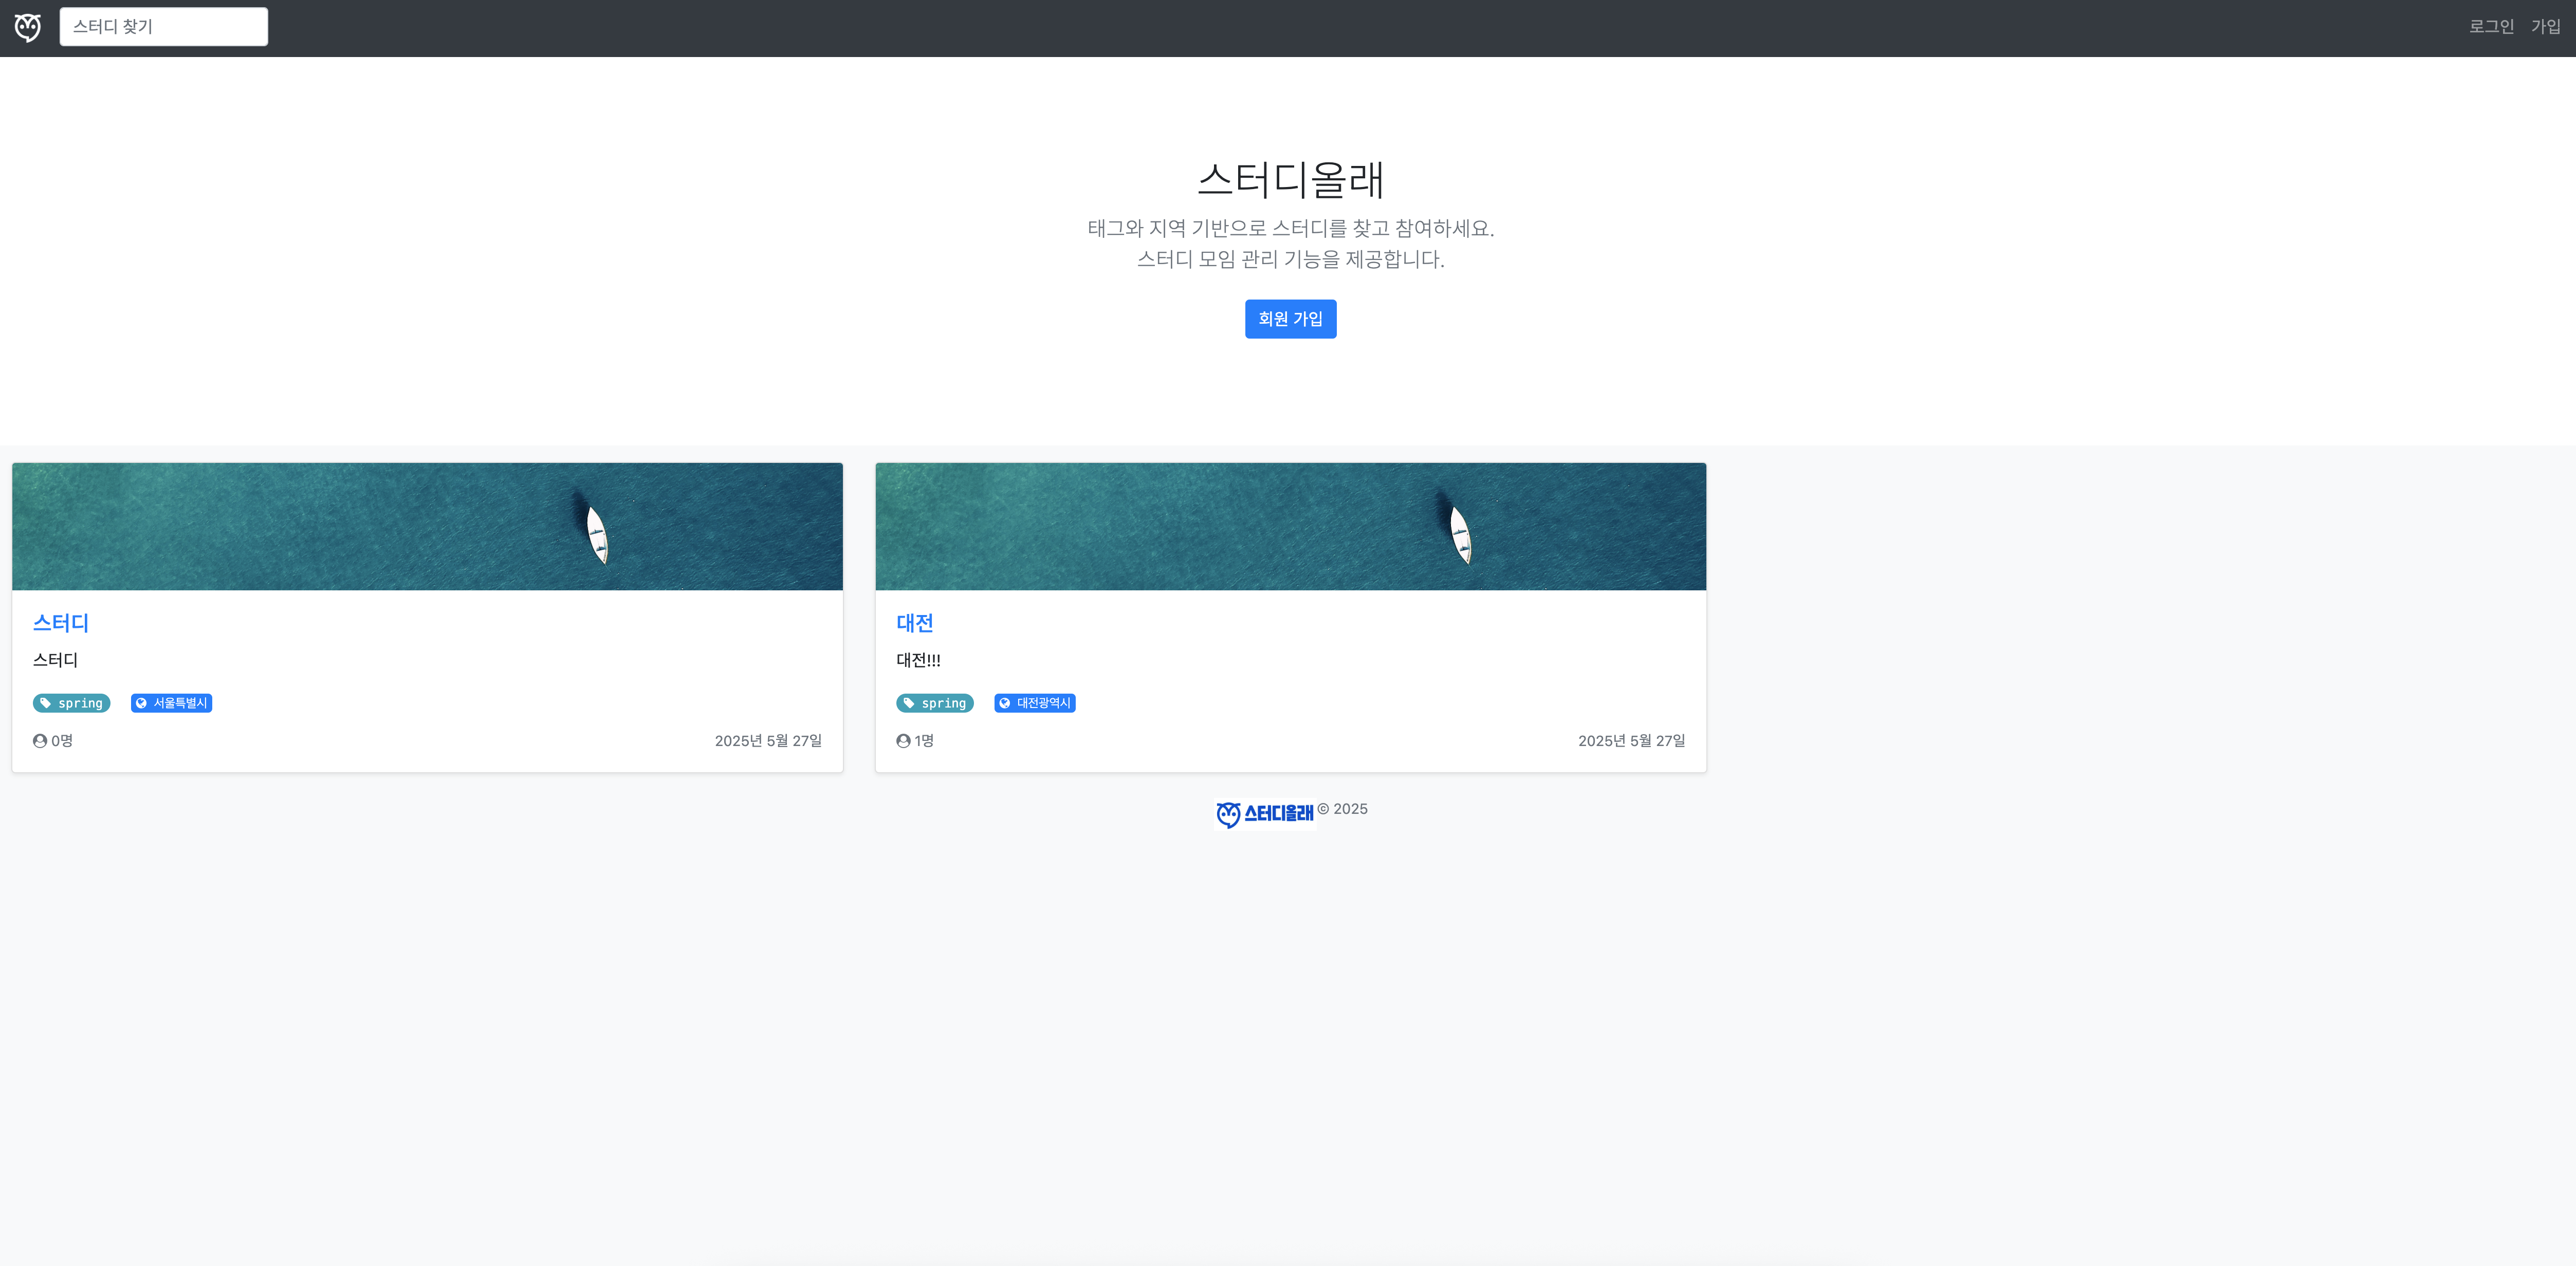 스터디 찾기
로그인 가입
스터디올래
태그와 지역 기반으로 스터디를 찾고 참여하세요.
스터디 모임 관리 기능을 제공합니다.
회원 가입
스터디
스터디
spring 서울특별시
0명 2025년 5월 27일
대전
대전!!!
spring 대전광역시
1명 2025년 5월 27일
스터디올래 © 2025